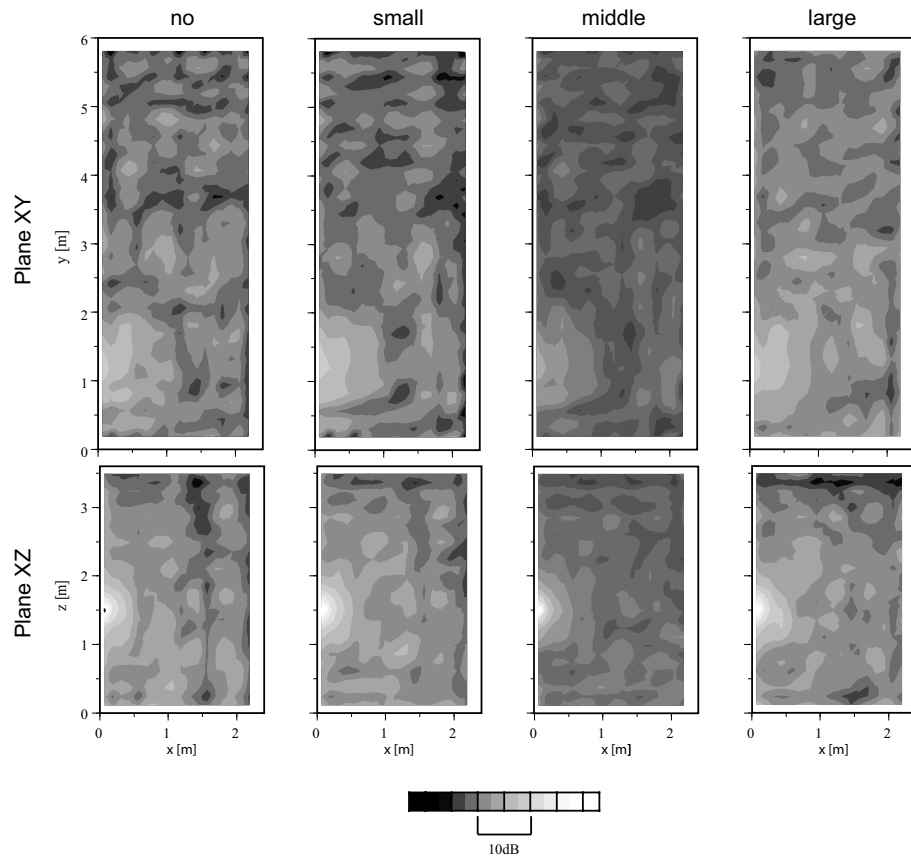 no small middle large
Plane XY
y [m]
6
5
4
3
2
1
0
Plane XZ
z [m]
3
2
1
0
0 1 2 0 1 2 0 1 2 0 1 2
x [m] x [m] x [m] x [m]
10dB